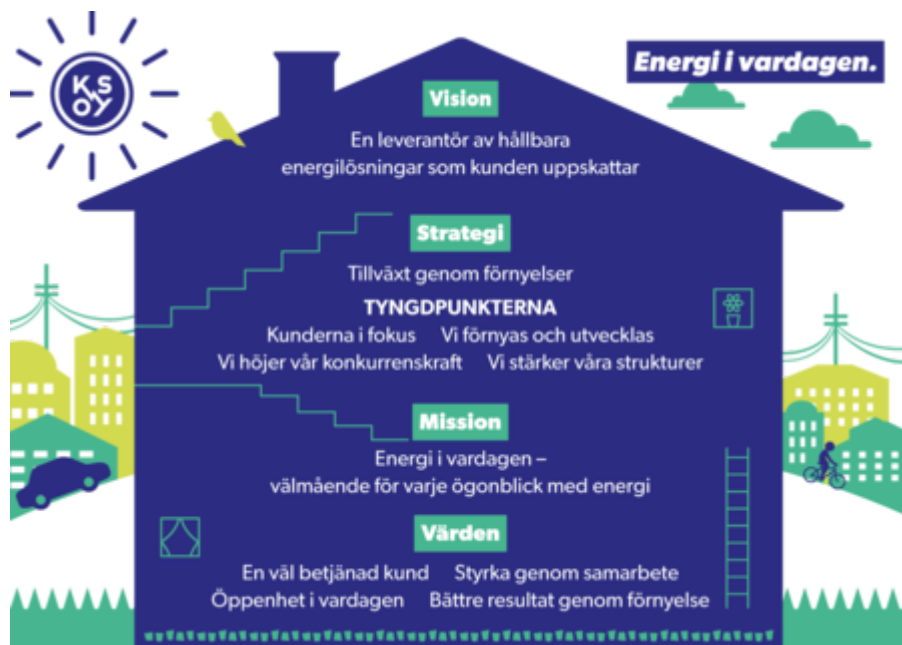 KSOY
Energi i vardagen.
Vision
En leverantör av hållbara
energilösningar som kunden uppskattar
Strategi
Tillväxt genom förnyelser
TYNGDPUNKTERNA
Kunderna i fokus Vi förnyas och utvecklas
Vi höjer vår konkurrenskraft Vi stärker våra strukturer
Mission
Energi i vardagen –
välmående för varje ögonblick med energi
Värden
En väl betjänad kund Styrka genom samarbete
Öppenhet i vardagen Bättre resultat genom förnyelse